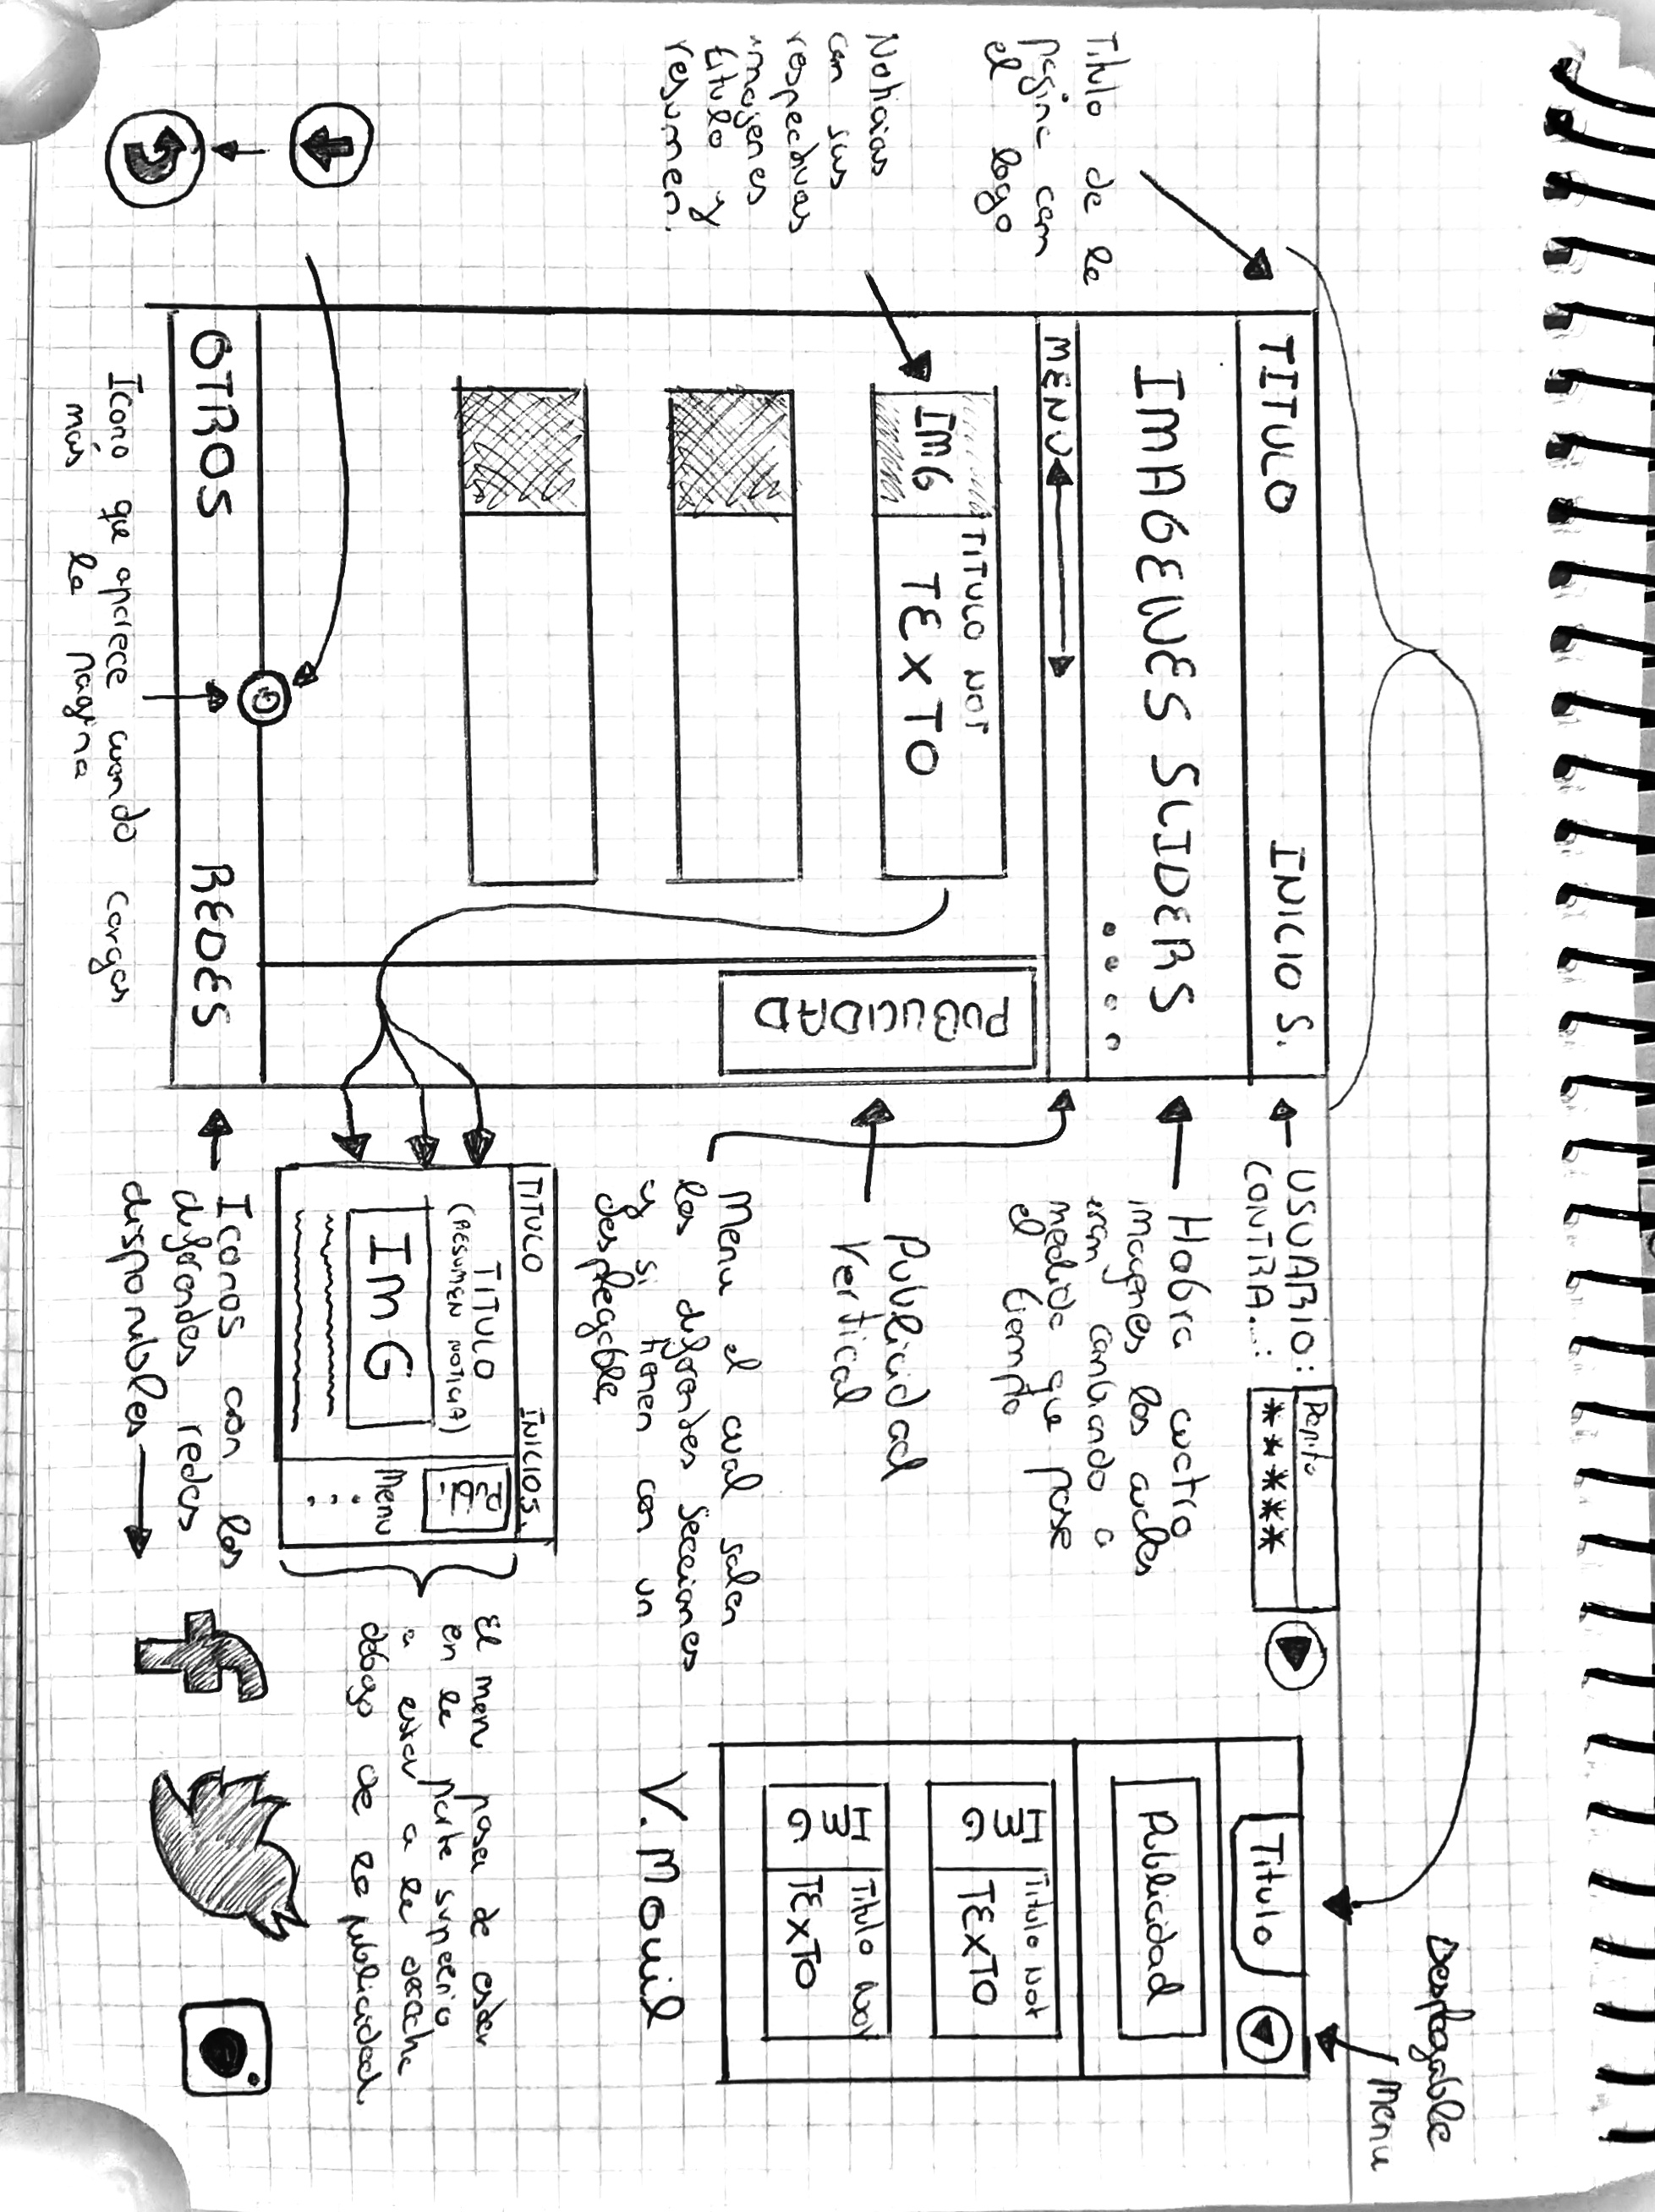 Desplegable
Menu
TITULO
INICIO S.
USUARIO:
Pepito
CONTRA...:
*****
Titulo
IMAGENES SLIDERS
Habra cuatro
imagenes las cuales
eran cambiando a
medida que pase
el tiempo
Publicidad
Titulo de la
pagina con
el logo
MENU
TITULO NOT
IMG
TEXTO
PUBLICIDAD
Publicidad
Vertical
IMG
Titulo Not
TEXTO
IMG
Titulo Not
TEXTO
V. Movil
Noticias
con sus
respectivas
imagenes
titulo y
resumen.
Menu el cual salen
las diferentes Secciones
y si tienen con un
desplegable
TITULO
INICIO S.
TITULO
(RESUMEN NOTICIA)
IMG
Publi.
Menu
El menu pasa de estar
en la parte superrio
a estar a la derecha
debajo de la publicidad.
OTROS
REDES
Iconos con las
diferentes redes
disponibles
Icono que aparece cuando cargas
más la pagina